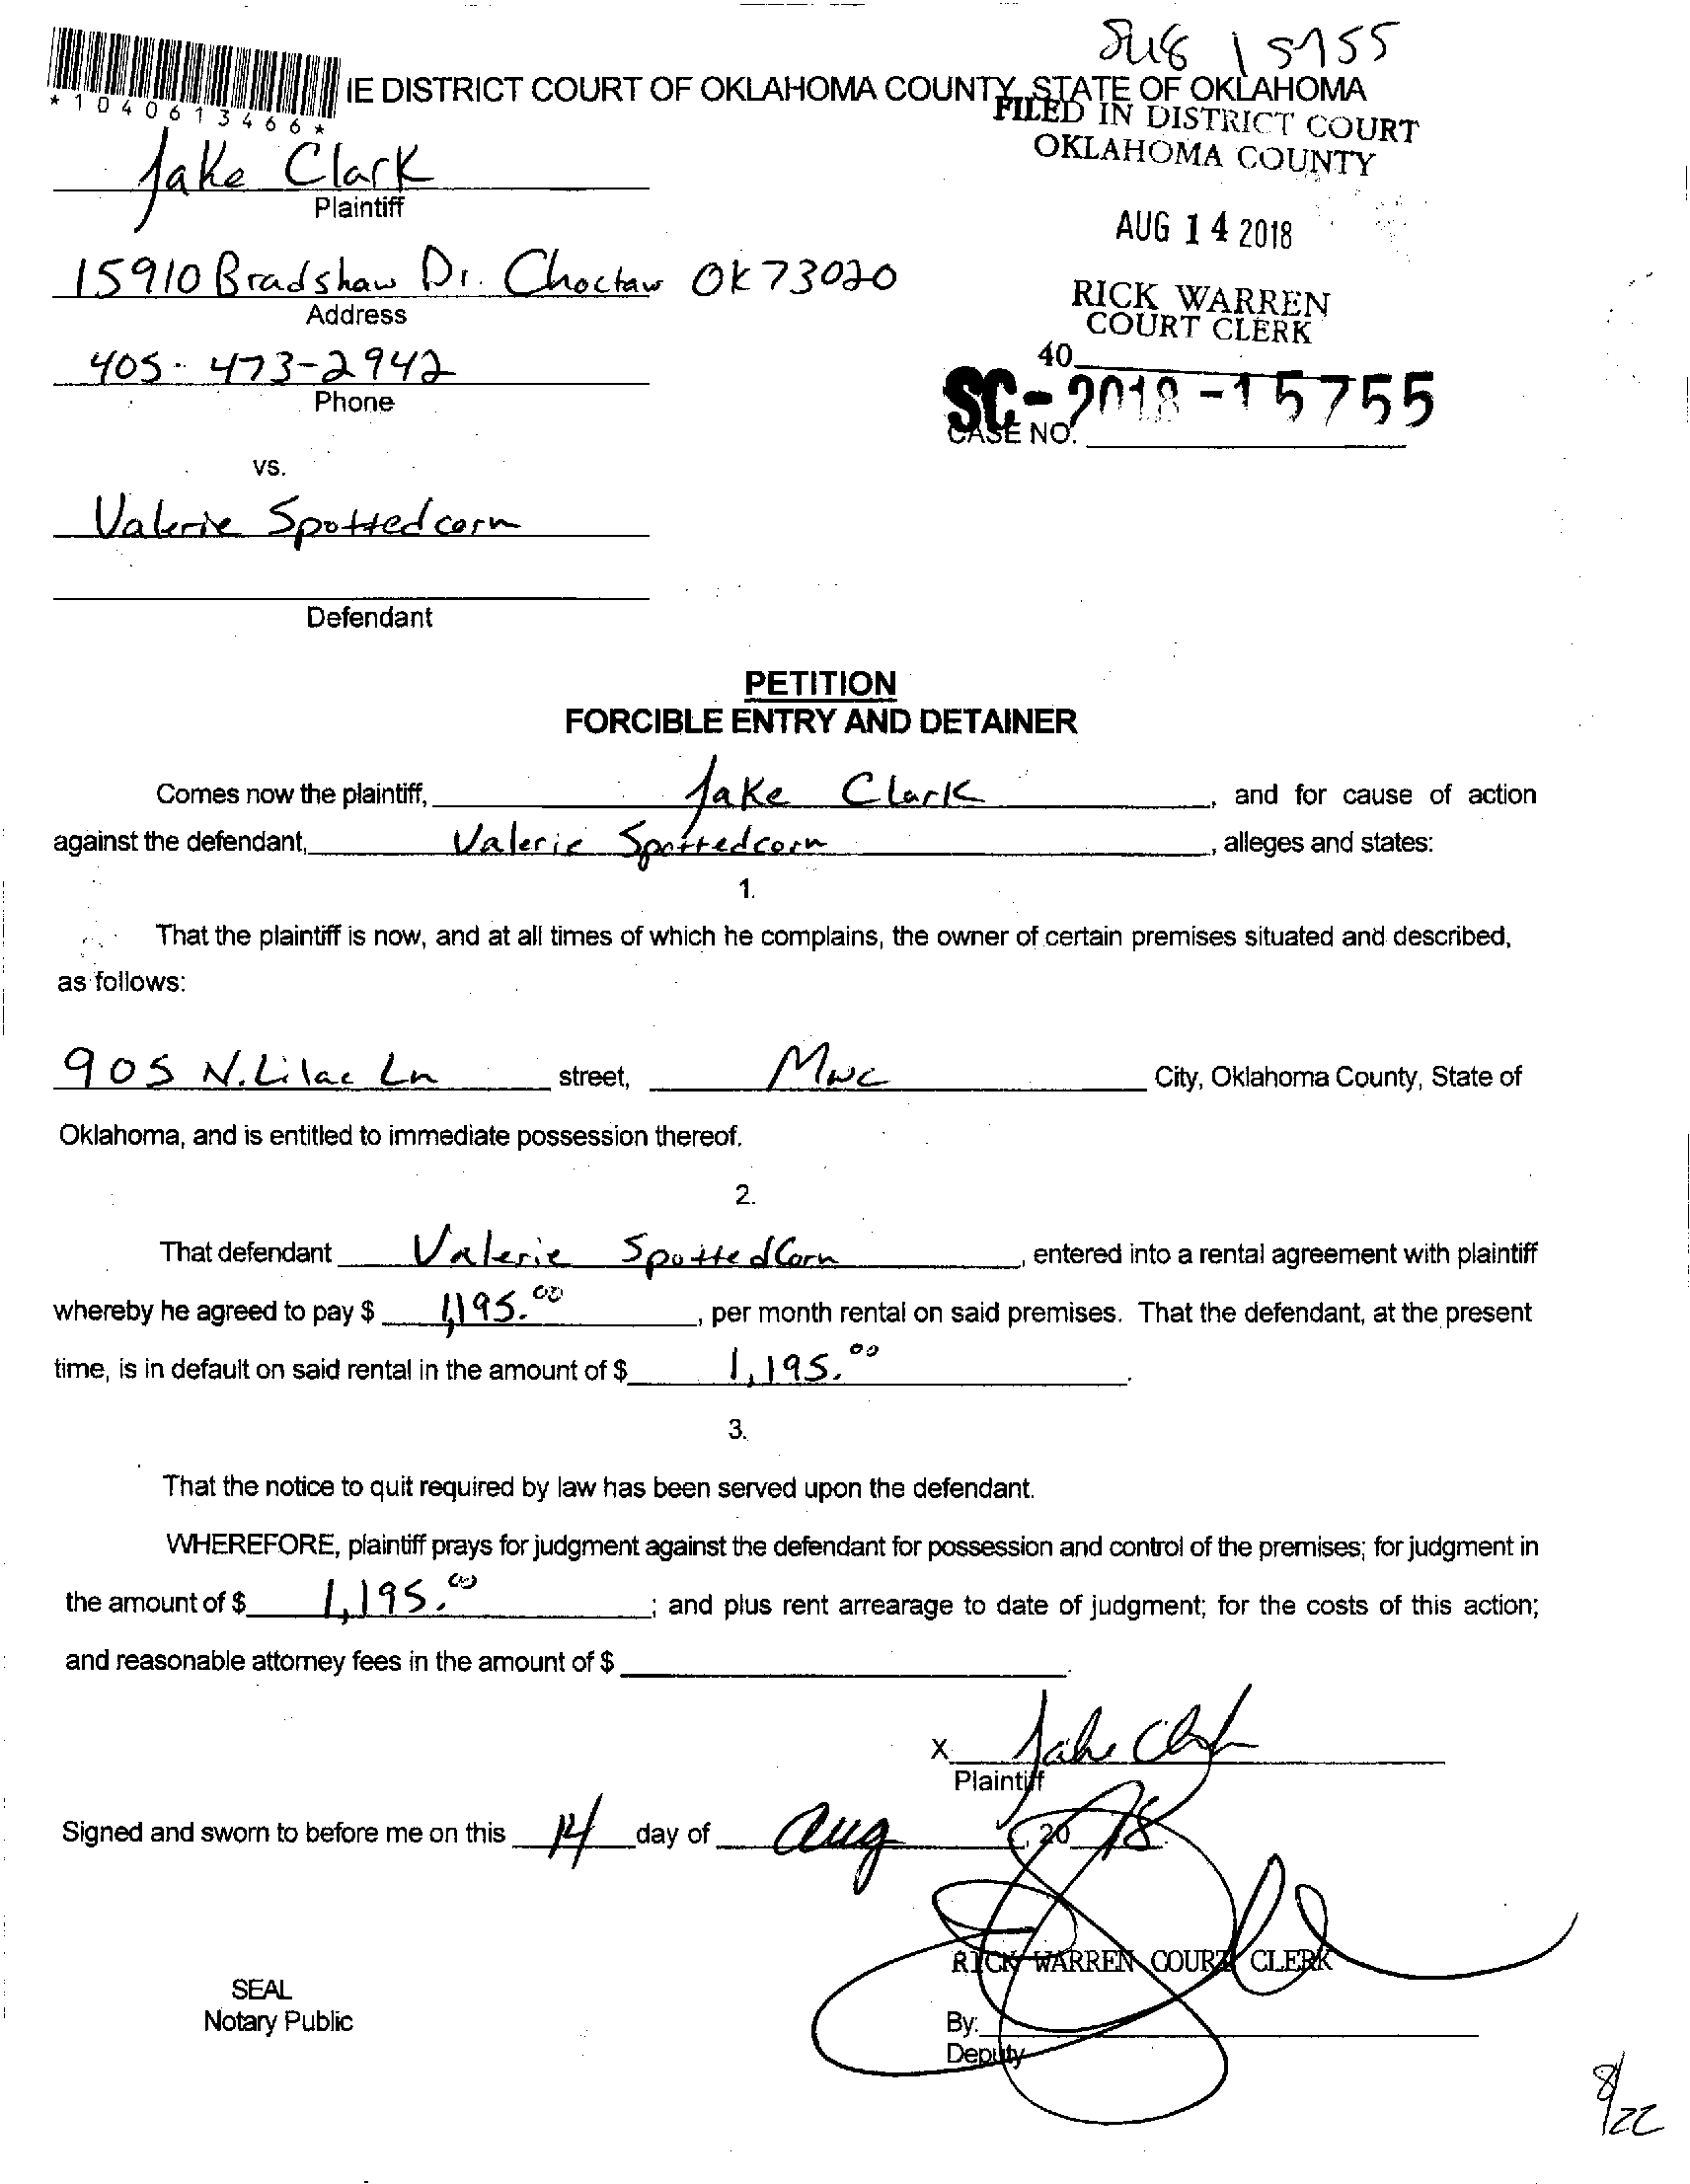 IE DISTRICT COURT OF OKLAHOMA COUNTY, STATE OF OKLAHOMA
*1040613466*
FILED IN DISTRICT COURT
OKLAHOMA COUNTY
Jake Clark
Plaintiff
AUG 14 2018
15910 Bradshaw Dr. Choctaw OK 73020
Address
RICK WARREN
COURT CLERK
40
405-473-2942
Phone
SC-2018-15755
CASE NO.
vs.
Valerie Spottedcorn
Defendant
PETITION
FORCIBLE ENTRY AND DETAINER
Comes now the plaintiff, Jake Clark, and for cause of action
against the defendant, Valerie Spottedcorn, alleges and states:
1.
That the plaintiff is now, and at all times of which he complains, the owner of certain premises situated and described,
as follows:
905 N. Lilac Ln street, MWC City, Oklahoma County, State of
Oklahoma, and is entitled to immediate possession thereof.
2.
That defendant Valerie SpottedCorn, entered into a rental agreement with plaintiff
whereby he agreed to pay $ 1,195.00, per month rental on said premises. That the defendant, at the present
time, is in default on said rental in the amount of $ 1,195.00.
3.
That the notice to quit required by law has been served upon the defendant.
WHEREFORE, plaintiff prays for judgment against the defendant for possession and control of the premises; for judgment in
the amount of $ 1,195.00; and plus rent arrearage to date of judgment; for the costs of this action;
and reasonable attorney fees in the amount of $
X Jake Clark
Plaintiff
Signed and sworn to before me on this 14 day of Aug, 2018.
RICK WARREN COURT CLERK
SEAL
Notary Public
By:
Deputy
8/22